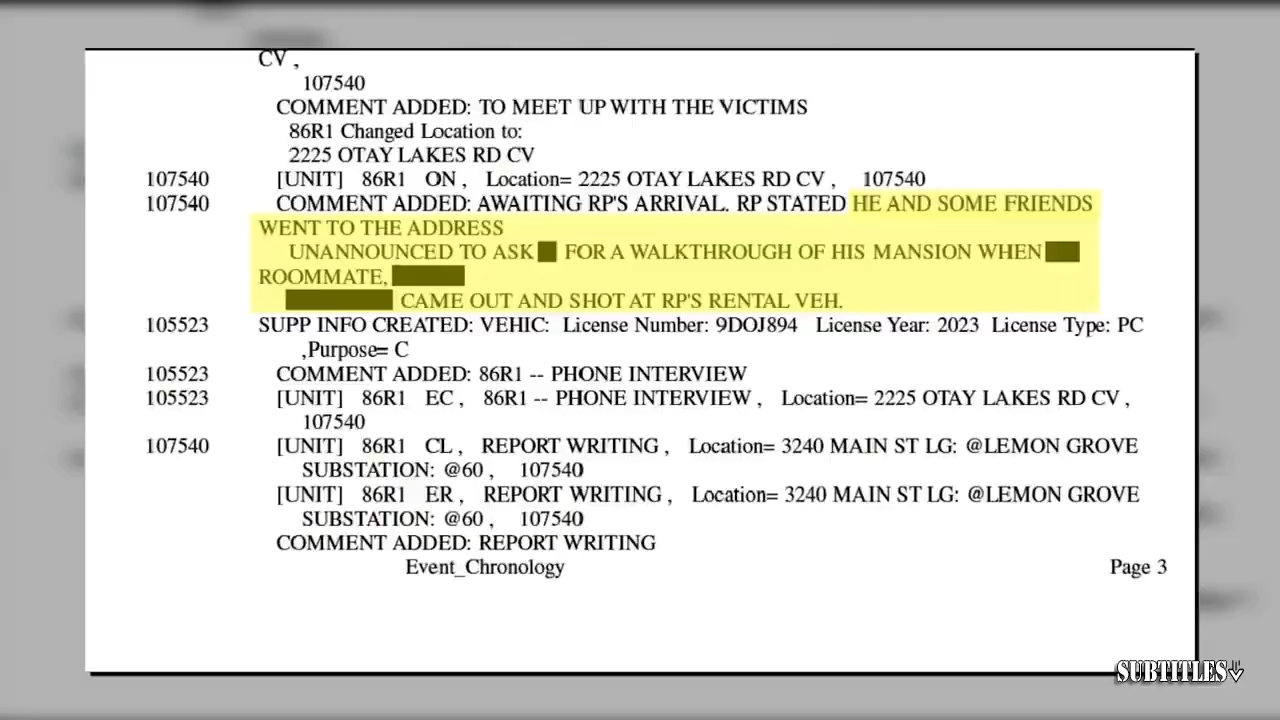 CV ,
107540
COMMENT ADDED: TO MEET UP WITH THE VICTIMS
86R1 Changed Location to:
2225 OTAY LAKES RD CV
107540 [UNIT] 86R1 ON , Location= 2225 OTAY LAKES RD CV , 107540
107540 COMMENT ADDED: AWAITING RP'S ARRIVAL. RP STATED HE AND SOME FRIENDS
WENT TO THE ADDRESS
UNANNOUNCED TO ASK FOR A WALKTHROUGH OF HIS MANSION WHEN
ROOMMATE,
CAME OUT AND SHOT AT RP'S RENTAL VEH.
105523 SUPP INFO CREATED: VEHIC: License Number: 9DOJ894 License Year: 2023 License Type: PC
,Purpose= C
105523 COMMENT ADDED: 86R1 -- PHONE INTERVIEW
105523 [UNIT] 86R1 EC , 86R1 -- PHONE INTERVIEW , Location= 2225 OTAY LAKES RD CV ,
107540
107540 [UNIT] 86R1 CL , REPORT WRITING , Location= 3240 MAIN ST LG: @LEMON GROVE
SUBSTATION: @60 , 107540
[UNIT] 86R1 ER , REPORT WRITING , Location= 3240 MAIN ST LG: @LEMON GROVE
SUBSTATION: @60 , 107540
COMMENT ADDED: REPORT WRITING
Event_Chronology Page 3
SUBTITLES